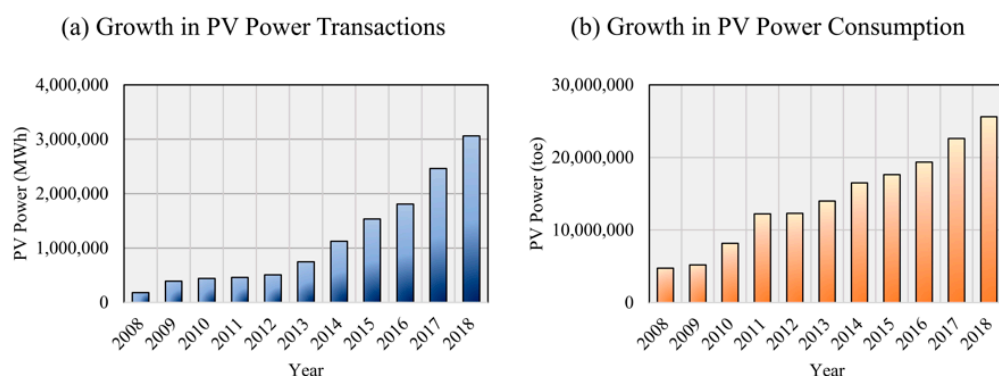 (a) Growth in PV Power Transactions
4,000,000
3,000,000
2,000,000
1,000,000
0
PV Power (MWh)
2008 2009 2010 2011 2012 2013 2014 2015 2016 2017 2018
Year
(b) Growth in PV Power Consumption
30,000,000
20,000,000
10,000,000
0
PV Power (toe)
2008 2009 2010 2011 2012 2013 2014 2015 2016 2017 2018
Year